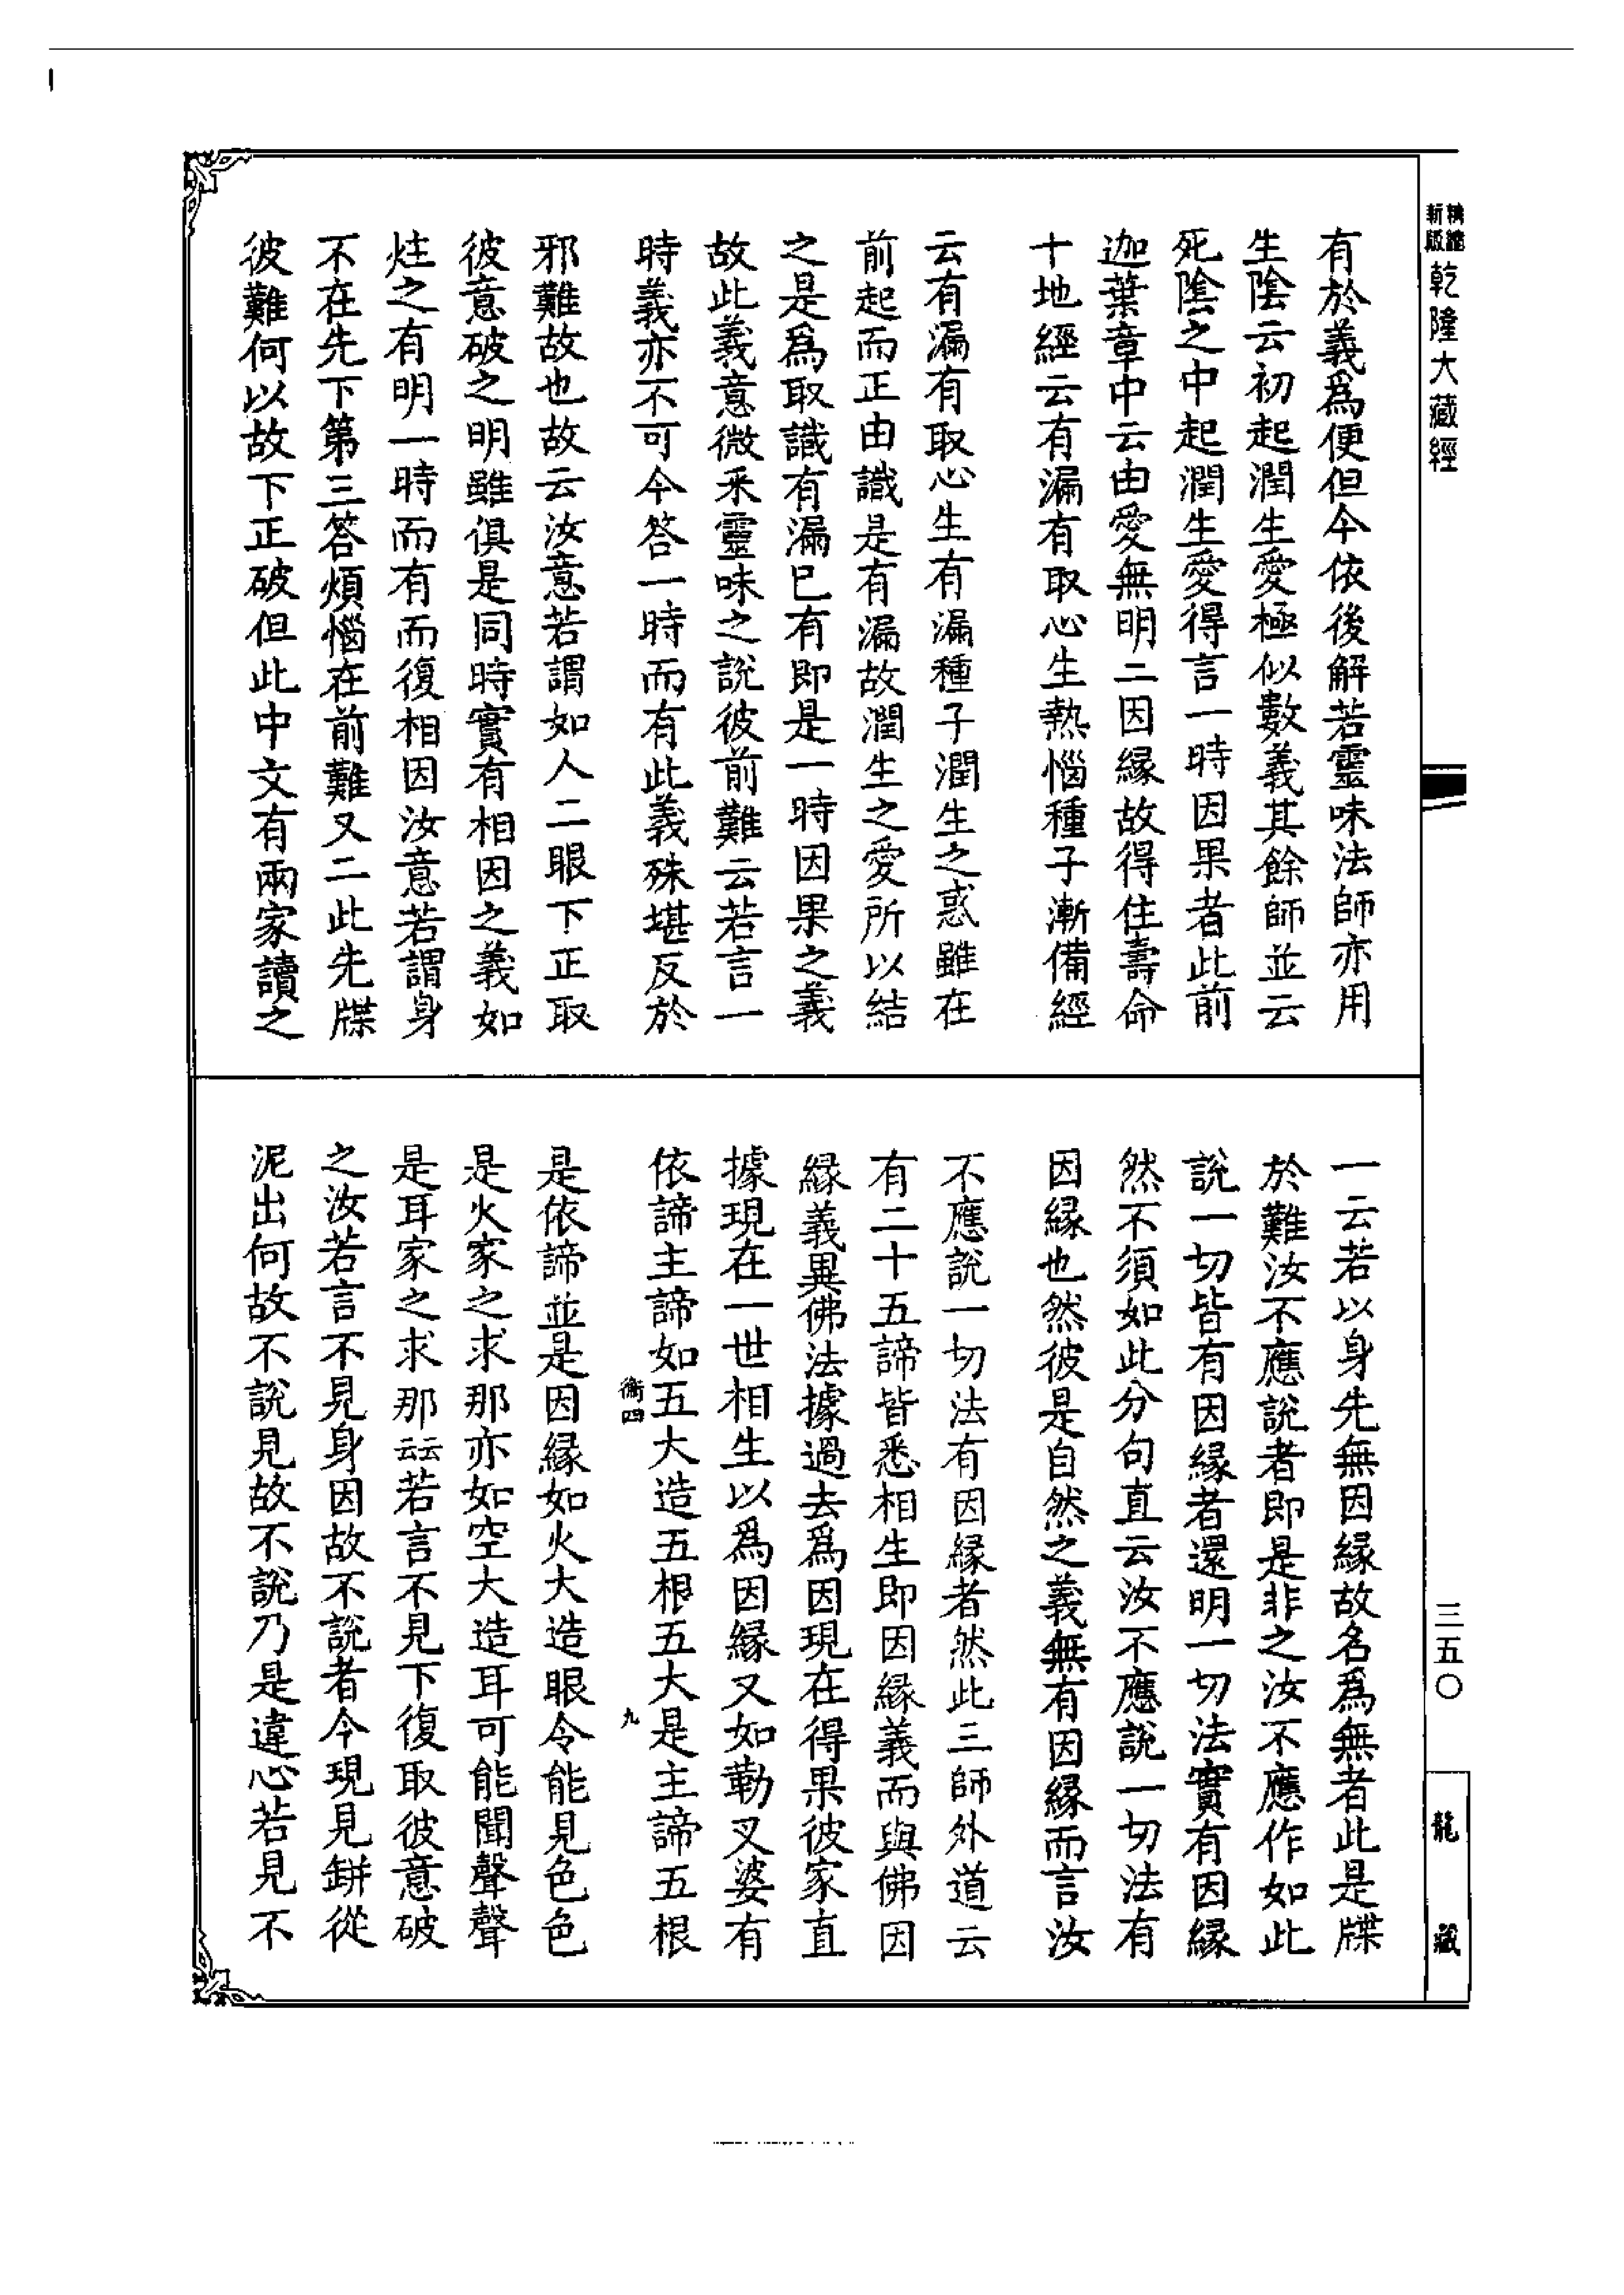 精縮新版乾隆大藏經
有於義爲便但今依後解若靈味法師亦用
生陰云初起潤生愛極似數義其餘師並云
死陰之中起潤生愛得言一時因果者此前
迦葉章中云由愛無明二因緣故得住壽命
十地經云有漏有取心生熱惱種子漸備經
云有漏有取心生有漏種子潤生之惑雖在
前起而正由識是有漏故潤生之愛所以結
之是爲取識有漏已有即是一時因果之義
故此義意微釆靈味之說彼前難云若言一
時義亦不可今答一時而有此義殊堪反於
邪難故也故云汝意若謂如人二眼下正取
彼意破之明雖俱是同時實有相因之義如
炷之有明一時而有而復相因汝意若謂身
不在先下第三答煩惱在前難又二此先牒
彼難何以故下正破但此中文有兩家讀之
一云若以身先無因緣故名爲無者此是牒
於難汝不應說者即是非之汝不應作如此
說一切皆有因緣者還明一切法實有因緣
然不須如此分句直云汝不應說一切法有
因緣也然彼是自然之義無有因緣而言汝
不應說一切法有因緣者然此三師外道云
有二十五諦皆悉相生即因緣義而與佛因
緣義異佛法據過去爲因現在得果彼家直
據現在一世相生以爲因緣又如勒叉婆有
依諦主諦如五大造五根五大是主諦五根
衞四
九
是依諦並是因緣如火大造眼令能見色色
是火家之求那亦如空大造耳可能聞聲聲
是耳家之求那云云若言不見下復取彼意破
之汝若言不見身因故不說者今現見缾從
泥出何故不說見故不說乃是違心若見不
三五〇
龍藏